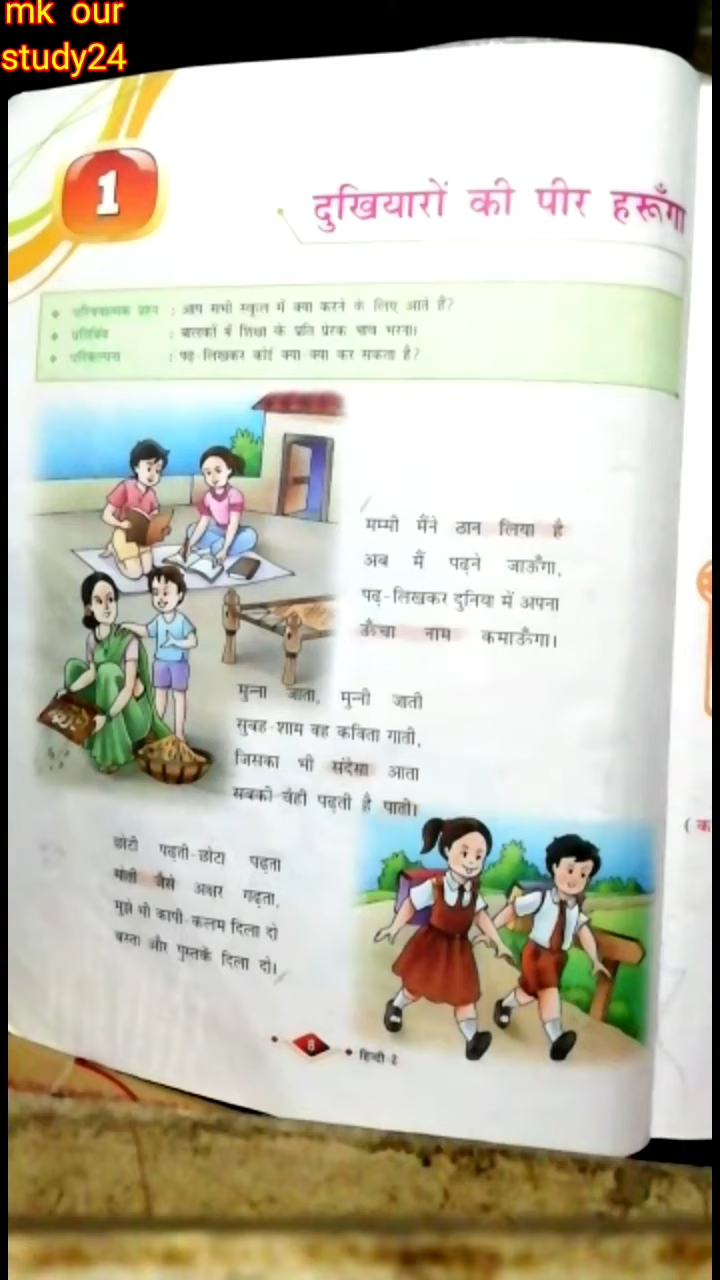 mk our
study24
1
दुखियारों की पीर हरूँगा
परिचयात्मक प्रश्न : आप सभी स्कूल में क्या करने के लिए आते हैं?
प्रतिबिंब : बालकों में शिक्षा के प्रति प्रेरक भाव भरना।
परिकल्पना : पढ़-लिखकर कोई क्या-क्या कर सकता है?
मम्मी मैंने ठान लिया है
अब मैं पढ़ने जाऊँगा,
पढ़-लिखकर दुनिया में अपना
ऊँचा नाम कमाऊँगा।
मुन्ना जाता, मुन्नी जाती
सुबह-शाम वह कविता गाती,
जिसका भी संदेसा आता
सबकी वही पढ़ती है पाती।
छोटी पढ़ती-छोटा पढ़ता
मोती जैसे अक्षर गढ़ता,
मुझे भी कापी-कलम दिला दो
बस्ता और पुस्तकें दिला दो।
8
हिन्दी-2
(क